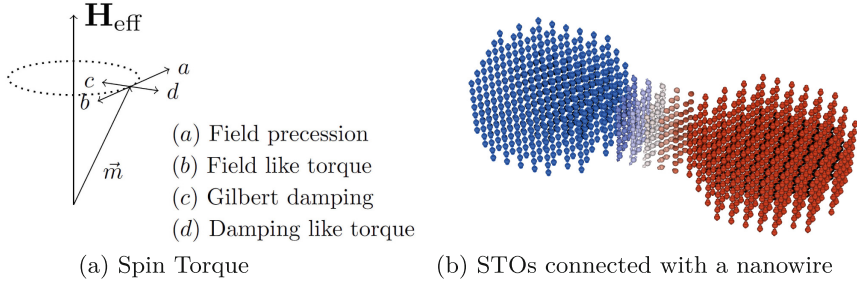 H_eff
a
c
b
d
m⃗
(a) Field precession
(b) Field like torque
(c) Gilbert damping
(d) Damping like torque
(a) Spin Torque
(b) STOs connected with a nanowire